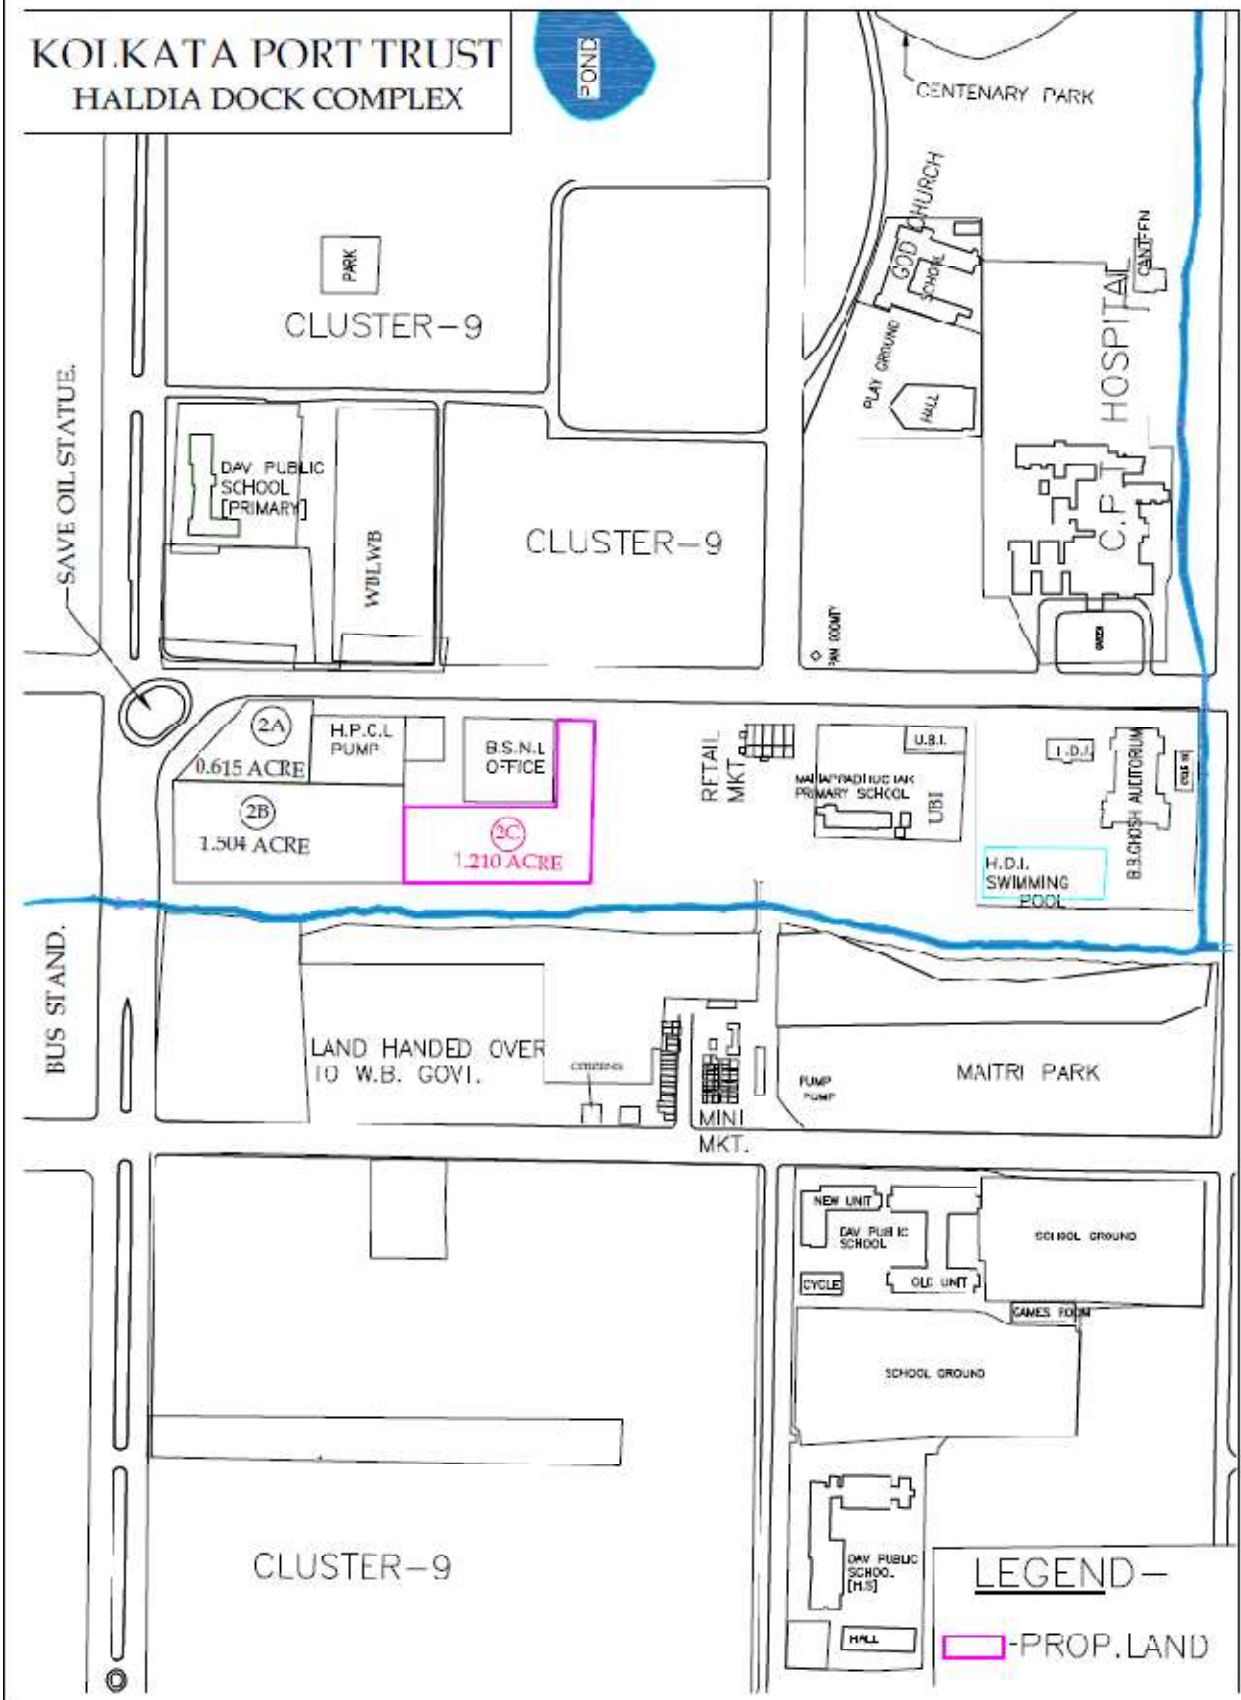 KOLKATA PORT TRUST
HALDIA DOCK COMPLEX
POND
CENTENARY PARK
GOD CHURCH
SCHOOL
CANTEEN
PARK
CLUSTER-9
HOSPITAL
PLAY GROUND
HALL
SAVE OIL STATUE.
DAV PUBLIC
SCHOOL
[PRIMARY]
WBLWB
CLUSTER-9
C.P.T
2A
0.615 ACRE
H.P.C.L
PUMP
B.S.N.L
OFFICE
RETAIL
MKT.
U.B.I.
PRIMARY SCHOOL
UBI
I.D.I.
B.B.GHOSH AUDITORIUM
2B
1.504 ACRE
2C
1.210 ACRE
H.D.I.
SWIMMING
POOL
BUS STAND.
LAND HANDED OVER
TO W.B. GOVT.
MAITRI PARK
PUMP
PUMP
MINI
MKT.
NEW UNIT
DAV PUBLIC
SCHOOL
SCHOOL GROUND
CYCLE
OLD UNIT
GAMES ROOM
SCHOOL GROUND
CLUSTER-9
DAV PUBLIC
SCHOOL
[H.S]
HALL
LEGEND-
-PROP.LAND